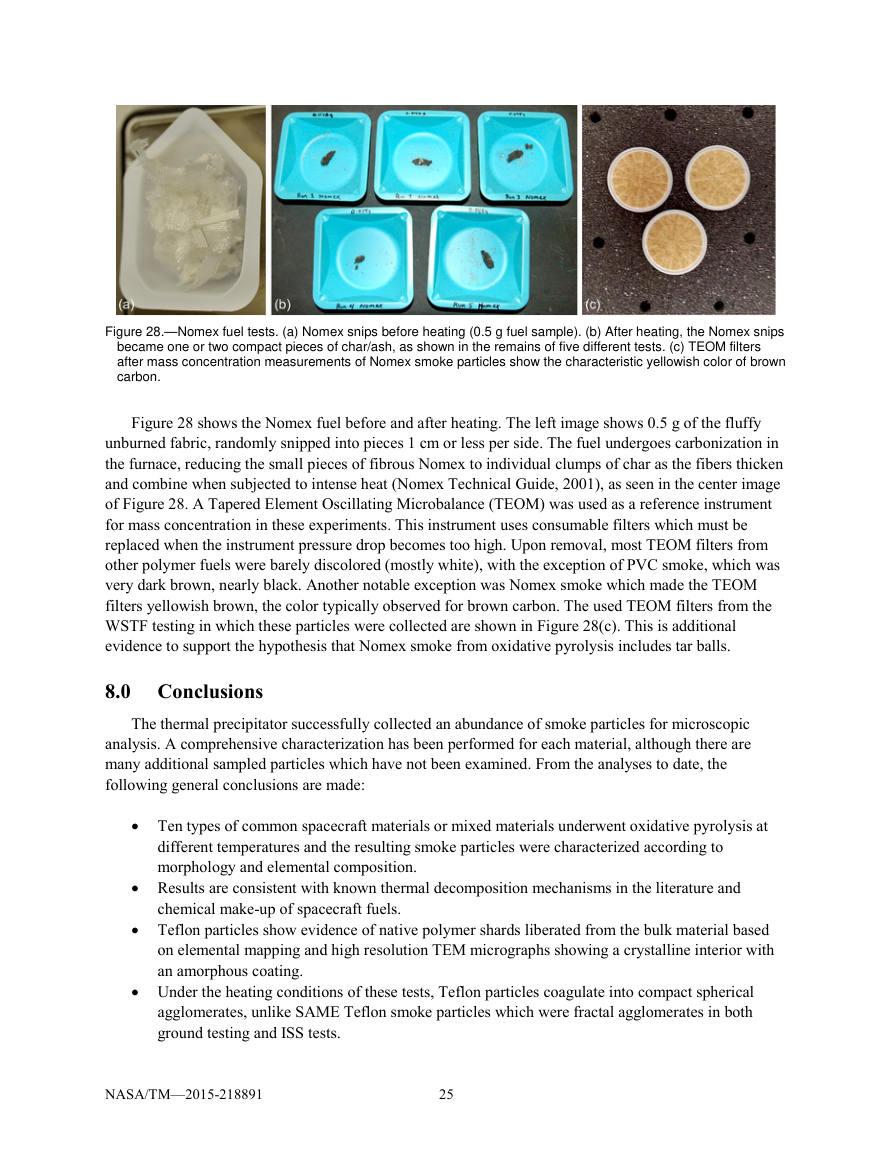 (a)
(b)
(c)
Run 3 Nomex
Run 4 Nomex
Run 5 Nomex
Figure 28.—Nomex fuel tests. (a) Nomex snips before heating (0.5 g fuel sample). (b) After heating, the Nomex snips
became one or two compact pieces of char/ash, as shown in the remains of five different tests. (c) TEOM filters
after mass concentration measurements of Nomex smoke particles show the characteristic yellowish color of brown
carbon.
Figure 28 shows the Nomex fuel before and after heating. The left image shows 0.5 g of the fluffy
unburned fabric, randomly snipped into pieces 1 cm or less per side. The fuel undergoes carbonization in
the furnace, reducing the small pieces of fibrous Nomex to individual clumps of char as the fibers thicken
and combine when subjected to intense heat (Nomex Technical Guide, 2001), as seen in the center image
of Figure 28. A Tapered Element Oscillating Microbalance (TEOM) was used as a reference instrument
for mass concentration in these experiments. This instrument uses consumable filters which must be
replaced when the instrument pressure drop becomes too high. Upon removal, most TEOM filters from
other polymer fuels were barely discolored (mostly white), with the exception of PVC smoke, which was
very dark brown, nearly black. Another notable exception was Nomex smoke which made the TEOM
filters yellowish brown, the color typically observed for brown carbon. The used TEOM filters from the
WSTF testing in which these particles were collected are shown in Figure 28(c). This is additional
evidence to support the hypothesis that Nomex smoke from oxidative pyrolysis includes tar balls.
8.0 Conclusions
The thermal precipitator successfully collected an abundance of smoke particles for microscopic
analysis. A comprehensive characterization has been performed for each material, although there are
many additional sampled particles which have not been examined. From the analyses to date, the
following general conclusions are made:
• Ten types of common spacecraft materials or mixed materials underwent oxidative pyrolysis at
different temperatures and the resulting smoke particles were characterized according to
morphology and elemental composition.
• Results are consistent with known thermal decomposition mechanisms in the literature and
chemical make-up of spacecraft fuels.
• Teflon particles show evidence of native polymer shards liberated from the bulk material based
on elemental mapping and high resolution TEM micrographs showing a crystalline interior with
an amorphous coating.
• Under the heating conditions of these tests, Teflon particles coagulate into compact spherical
agglomerates, unlike SAME Teflon smoke particles which were fractal agglomerates in both
ground testing and ISS tests.
NASA/TM—2015-218891 25